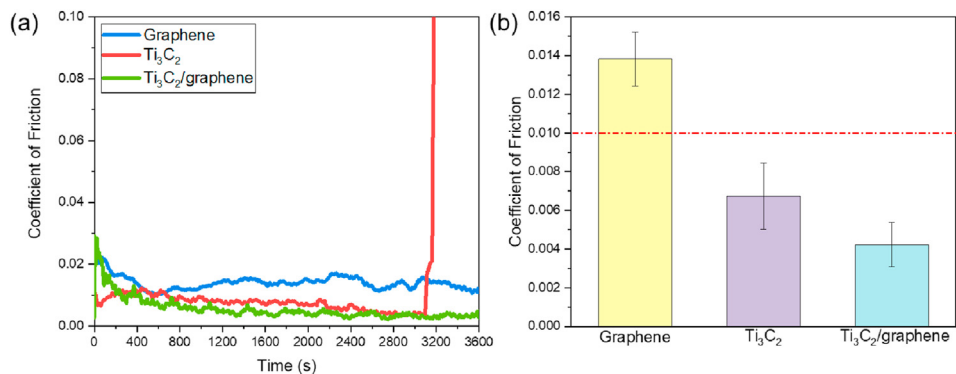 (a)
0.10
0.08
0.06
0.04
0.02
0.00
Coefficient of Friction
Graphene
Ti₃C₂
Ti₃C₂/graphene
0 400 800 1200 1600 2000 2400 2800 3200 3600
Time (s)
(b)
0.016
0.014
0.012
0.010
0.008
0.006
0.004
0.002
0.000
Coefficient of Friction
Graphene Ti₃C₂ Ti₃C₂/graphene